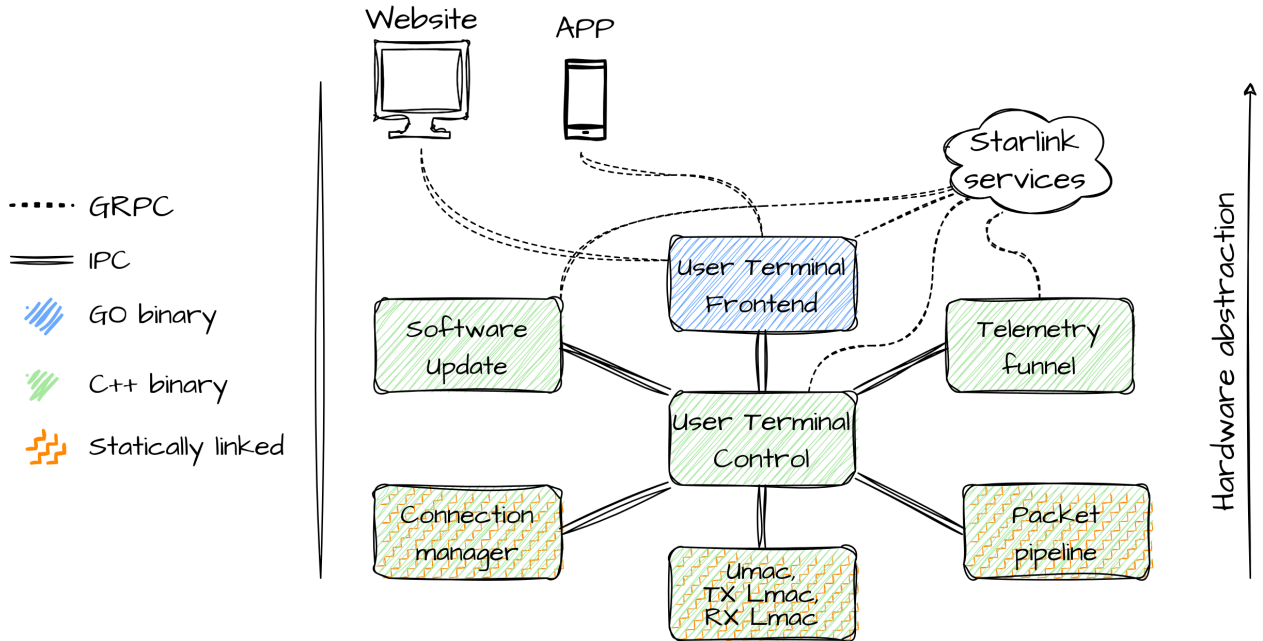 Website
APP
Starlink
services
GRPC
IPC
GO binary
C++ binary
Statically linked
User Terminal
Frontend
Software
Update
Telemetry
funnel
User Terminal
Control
Connection
manager
Umac,
TX Lmac,
RX Lmac
Packet
pipeline
Hardware abstraction